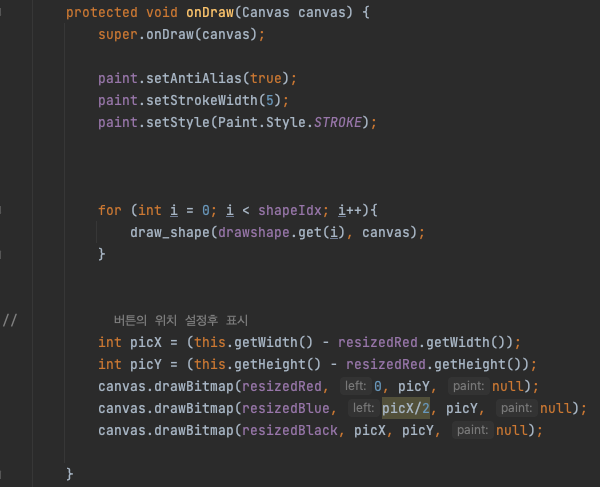 protected void onDraw(Canvas canvas) {
super.onDraw(canvas);
paint.setAntiAlias(true);
paint.setStrokeWidth(5);
paint.setStyle(Paint.Style.STROKE);
for (int i = 0; i < shapeIdx; i++){
draw_shape(drawshape.get(i), canvas);
}
// 버튼의 위치 설정후 표시
int picX = (this.getWidth() - resizedRed.getWidth());
int picY = (this.getHeight() - resizedRed.getHeight());
canvas.drawBitmap(resizedRed, left: 0, picY, paint: null);
canvas.drawBitmap(resizedBlue, left: picX/2, picY, paint: null);
canvas.drawBitmap(resizedBlack, picX, picY, paint: null);
}